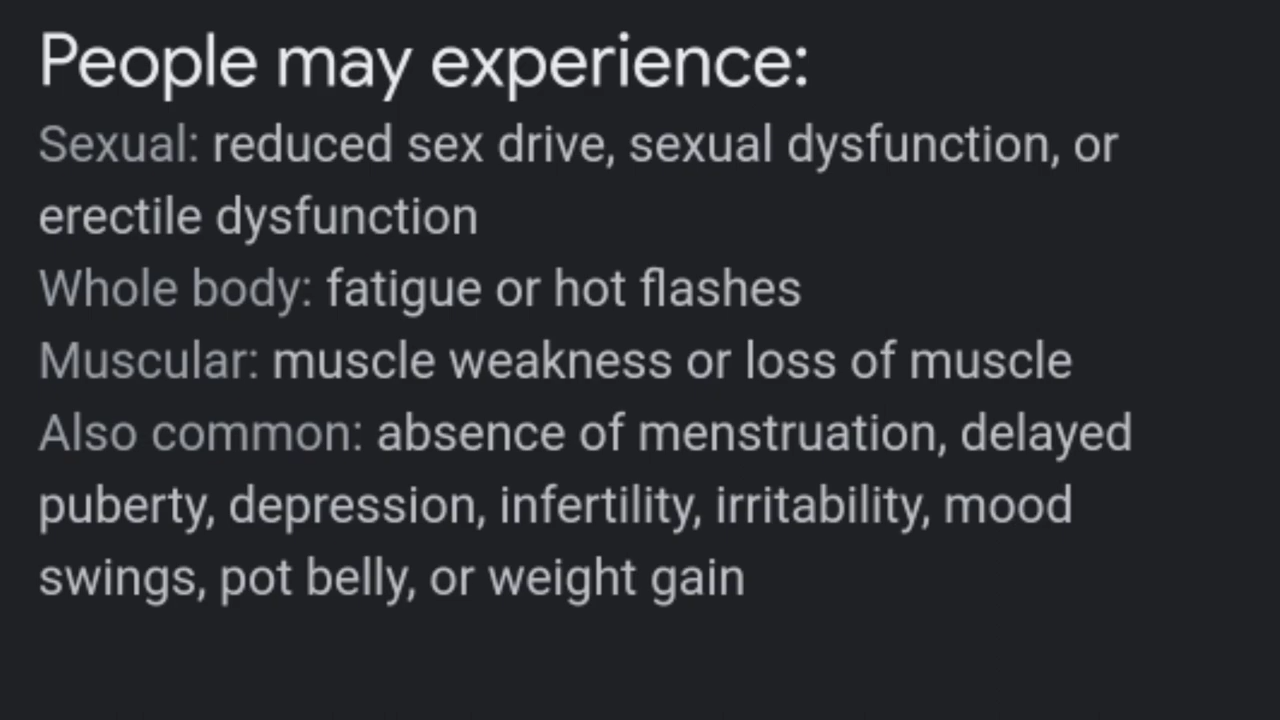 People may experience:
Sexual: reduced sex drive, sexual dysfunction, or
erectile dysfunction
Whole body: fatigue or hot flashes
Muscular: muscle weakness or loss of muscle
Also common: absence of menstruation, delayed
puberty, depression, infertility, irritability, mood
swings, pot belly, or weight gain